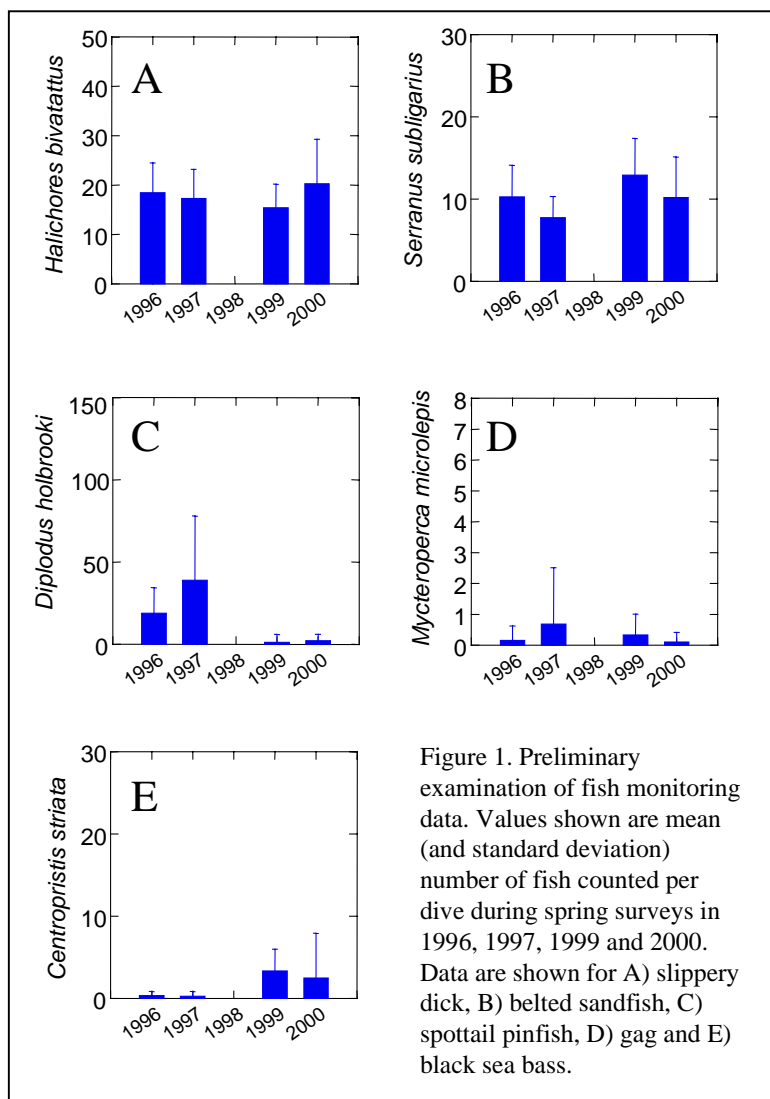 50
40
30
20
10
0
A
Halichores bivatattus
1996
1997
1998
1999
2000
30
20
10
0
B
Serranus subligarius
1996
1997
1998
1999
2000
150
100
50
0
C
Diplodus holbrooki
1996
1997
1998
1999
2000
8
7
6
5
4
3
2
1
0
D
Mycteroperca microlepis
1996
1997
1998
1999
2000
30
20
10
0
E
Centropristis striata
1996
1997
1998
1999
2000
Figure 1. Preliminary
examination of fish monitoring
data. Values shown are mean
(and standard deviation)
number of fish counted per
dive during spring surveys in
1996, 1997, 1999 and 2000.
Data are shown for A) slippery
dick, B) belted sandfish, C)
spottail pinfish, D) gag and E)
black sea bass.